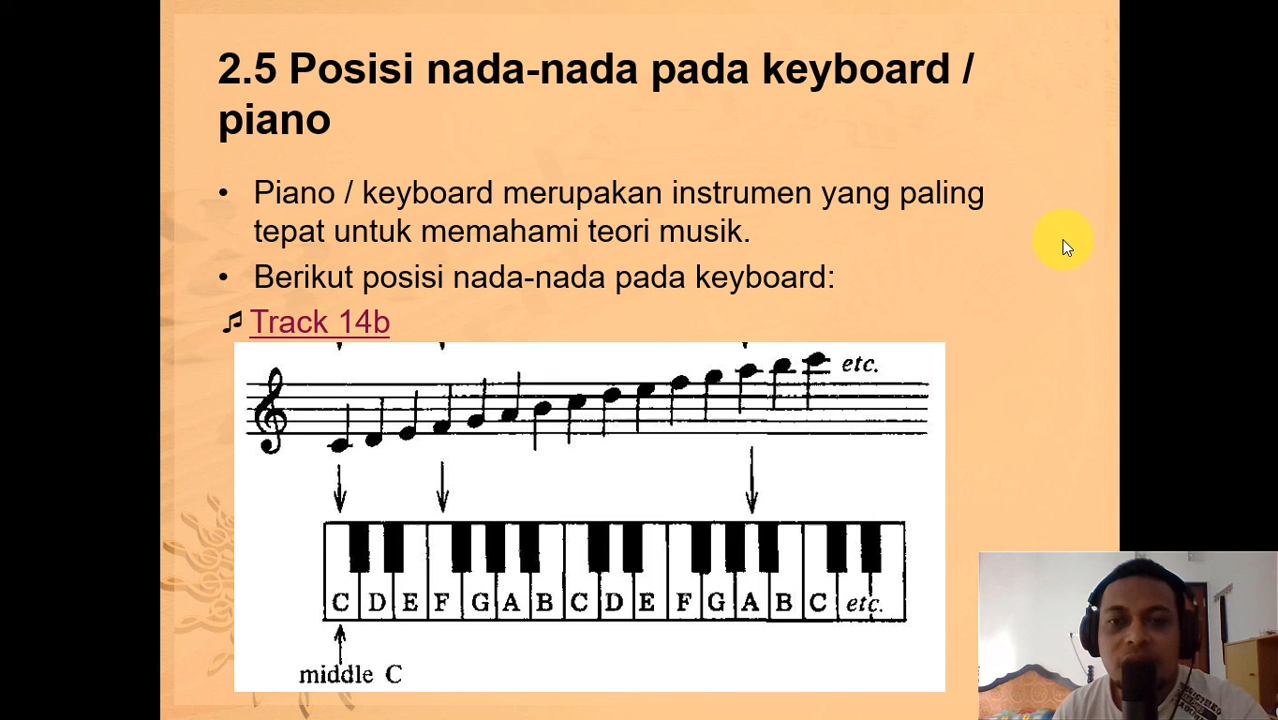 2.5 Posisi nada-nada pada keyboard /
piano
• Piano / keyboard merupakan instrumen yang paling
tepat untuk memahami teori musik.
• Berikut posisi nada-nada pada keyboard:
♫ Track 14b
etc.
C D E F G A B C D E F G A B C etc.
middle C